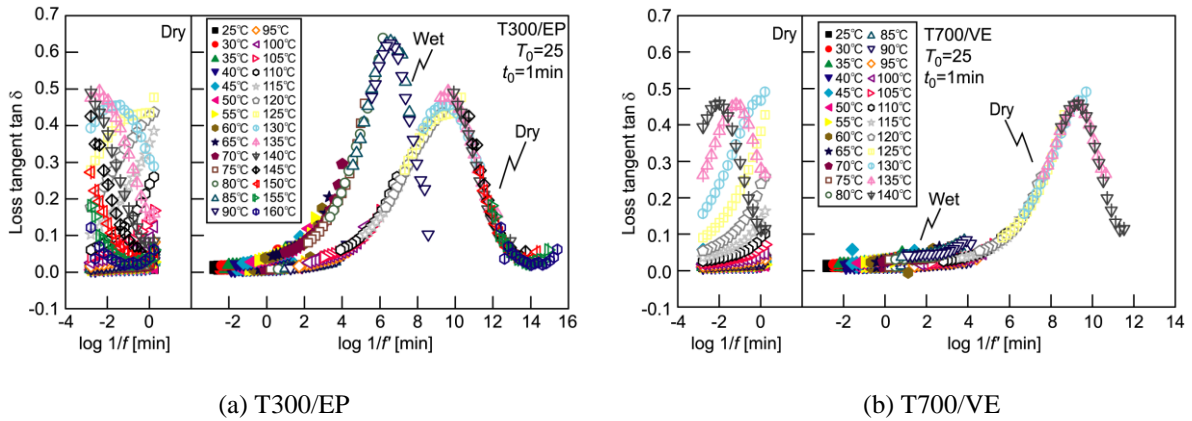 Dry
T300/EP
T₀=25
t₀=1min
Wet
Dry
25℃ 95℃
30℃ 100℃
35℃ 105℃
40℃ 110℃
45℃ 115℃
50℃ 120℃
55℃ 125℃
60℃ 130℃
65℃ 135℃
70℃ 140℃
75℃ 145℃
80℃ 150℃
85℃ 155℃
90℃ 160℃
Loss tangent tan δ
0.7
0.6
0.5
0.4
0.3
0.2
0.1
0.0
-0.1
-4 -2 0 -2 0 2 4 6 8 10 12 14 16
log 1/f [min] log 1/f' [min]
(a) T300/EP
Dry
T700/VE
T₀=25
t₀=1min
Wet
Dry
25℃ 85℃
30℃ 90℃
35℃ 95℃
40℃ 100℃
45℃ 105℃
50℃ 110℃
55℃ 115℃
60℃ 120℃
65℃ 125℃
70℃ 130℃
75℃ 135℃
80℃ 140℃
Loss tangent tan δ
0.7
0.6
0.5
0.4
0.3
0.2
0.1
0.0
-0.1
-4 -2 0 -2 0 2 4 6 8 10 12 14
log 1/f [min] log 1/f' [min]
(b) T700/VE